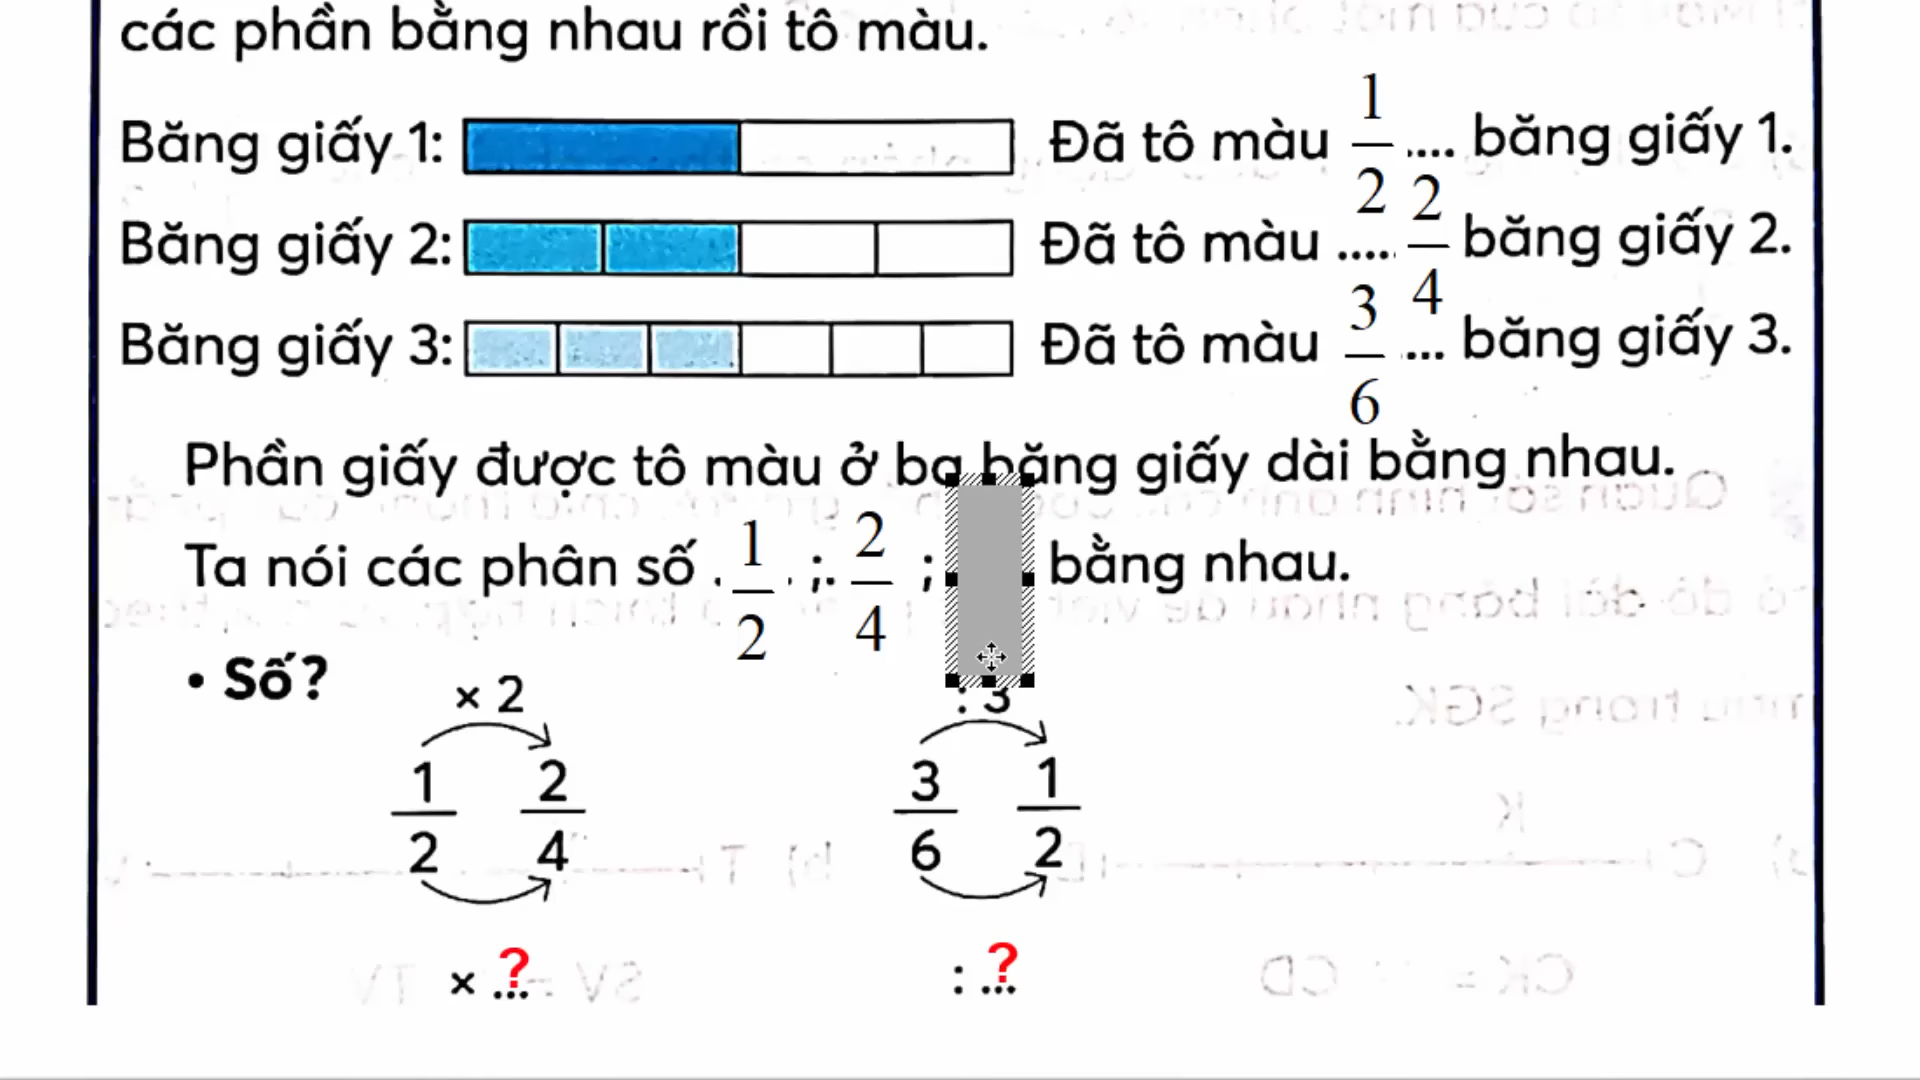 các phần bằng nhau rồi tô màu.
Băng giấy 1: Đã tô màu 1/2 .... băng giấy 1.
Băng giấy 2: Đã tô màu ..... 2/4 băng giấy 2.
Băng giấy 3: Đã tô màu 3/6 ... băng giấy 3.
Phần giấy được tô màu ở ba băng giấy dài bằng nhau.
Ta nói các phân số . 1/2 . ;. 2/4 ; bằng nhau.
• Số?
× 2 : 3
1/2 2/4 3/6 1/2
× ...? : ...?